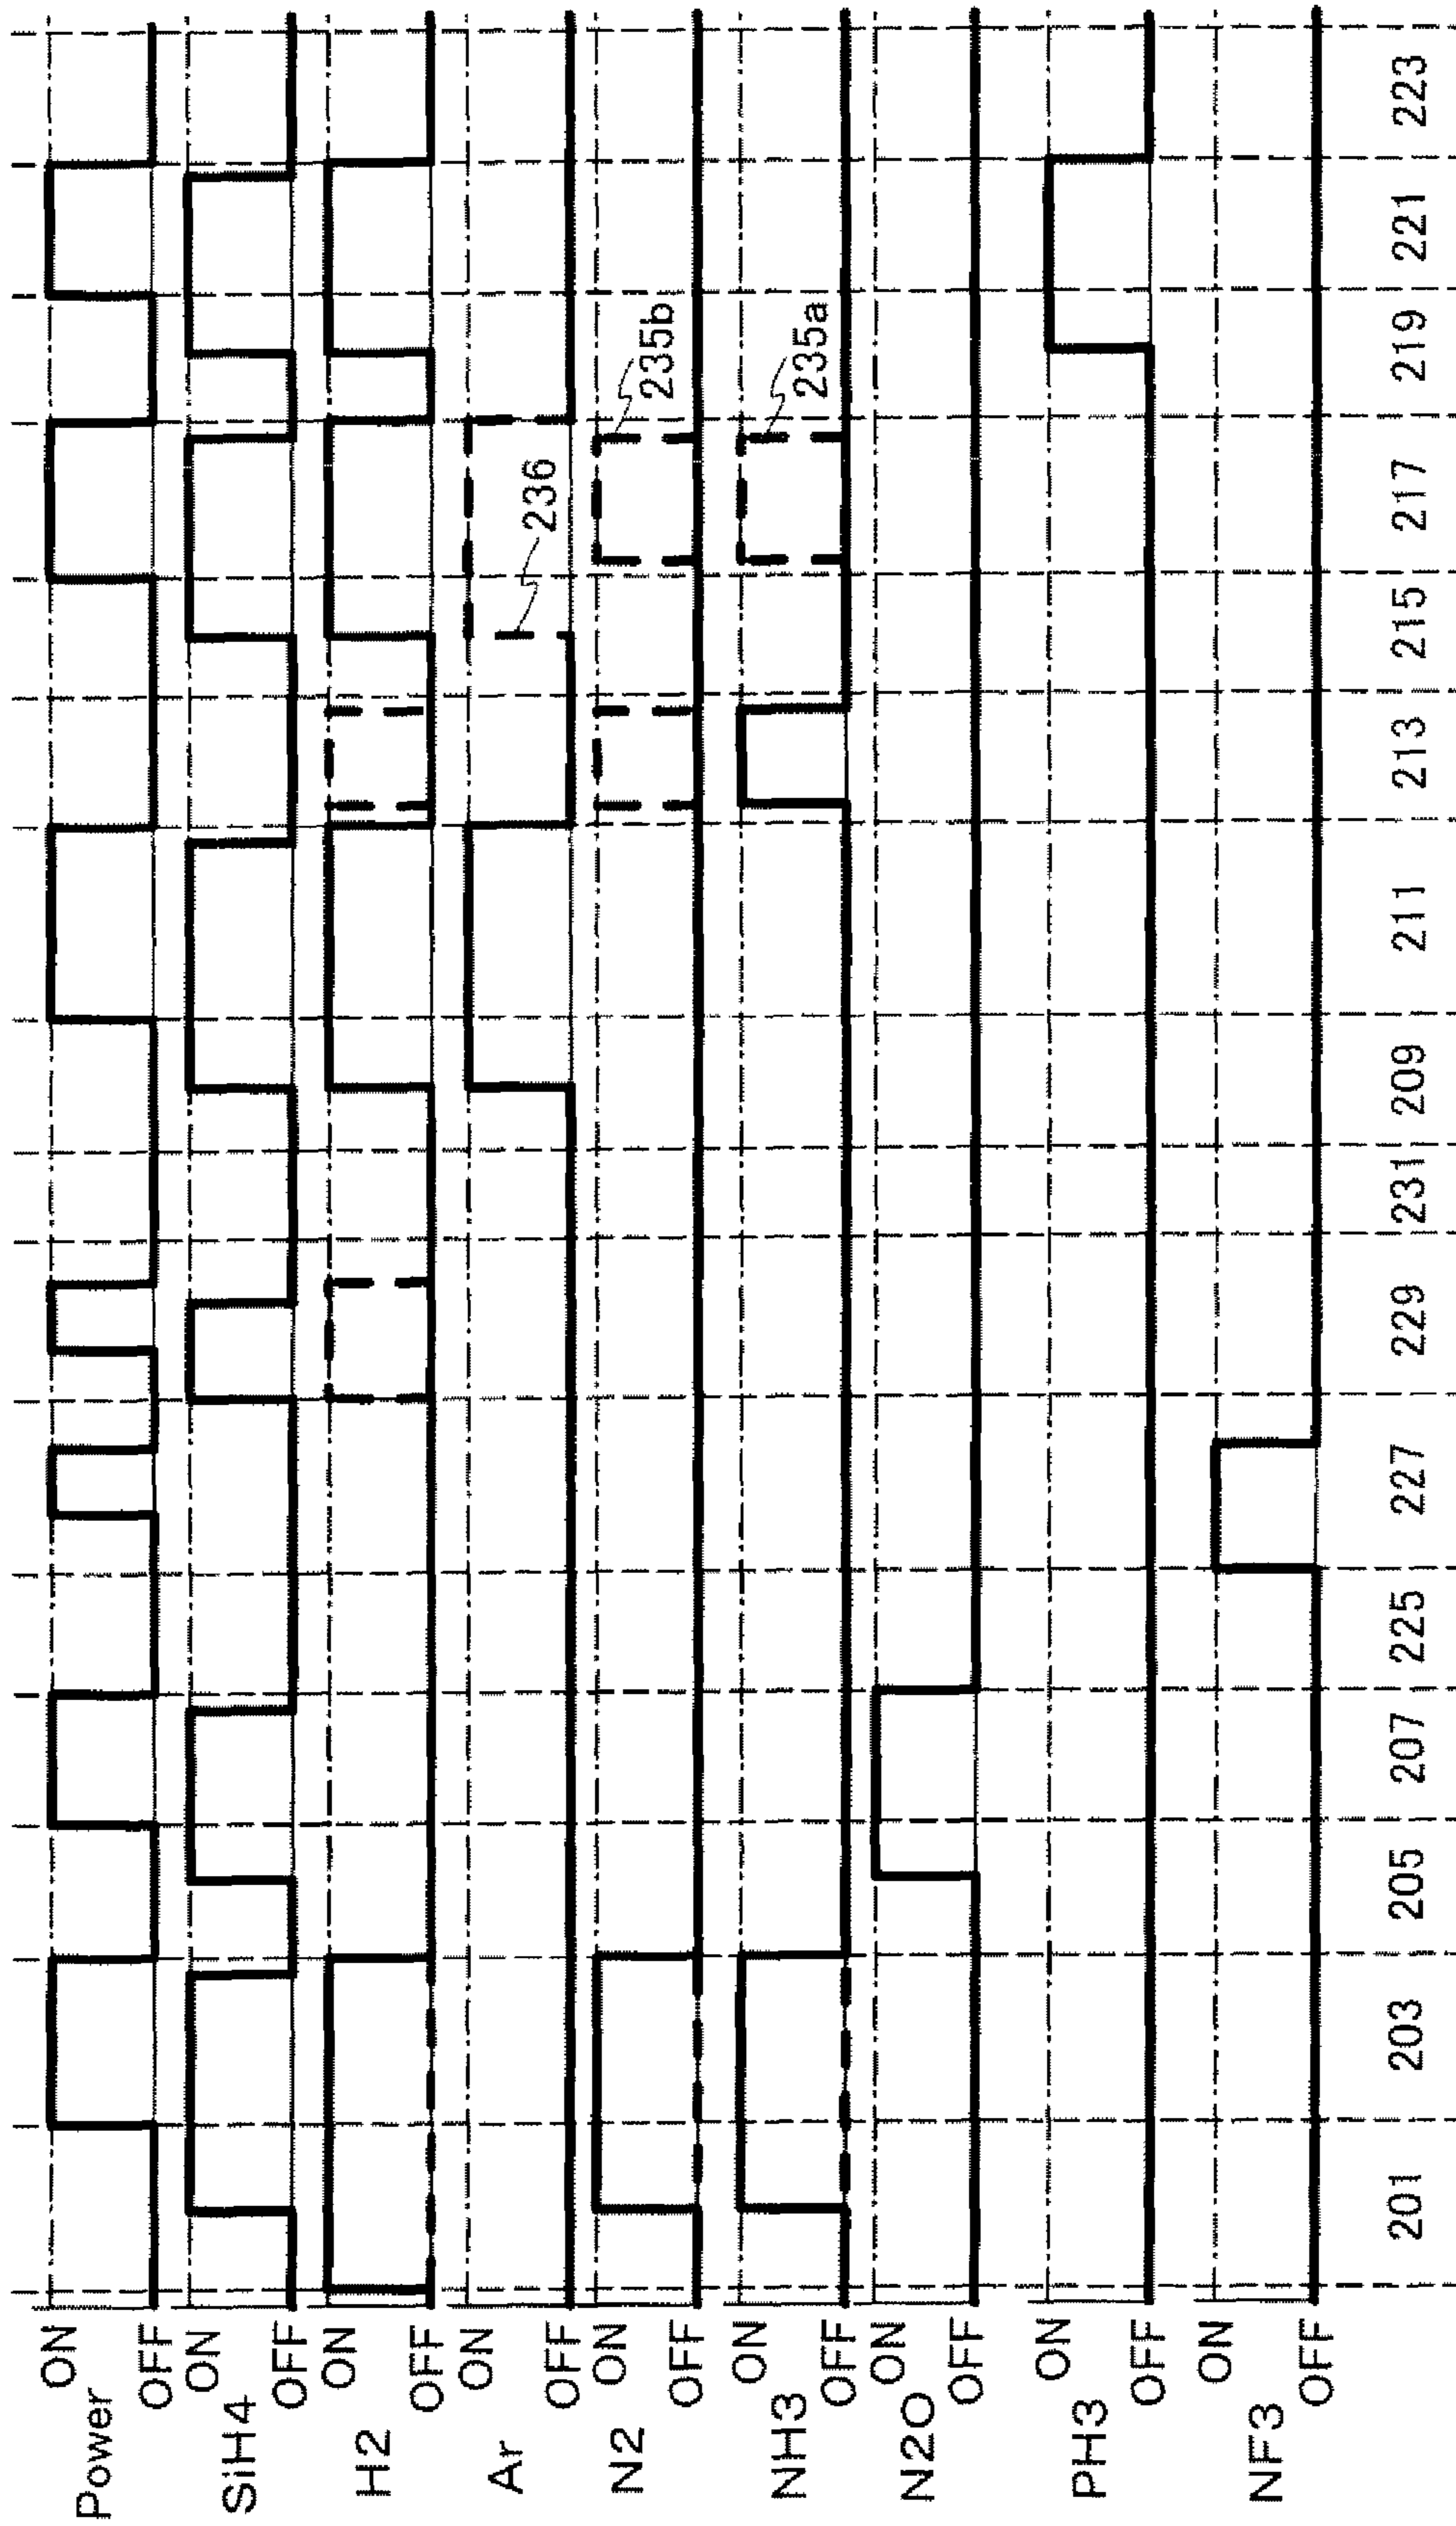 Power
ON
OFF
SiH4
ON
OFF
H2
ON
OFF
Ar
ON
OFF
236
N2
ON
OFF
235b
NH3
ON
OFF
235a
N2O
ON
OFF
PH3
ON
OFF
NF3
ON
OFF
201 203 205 207 225 227 229 231 209 211 213 215 217 219 221 223